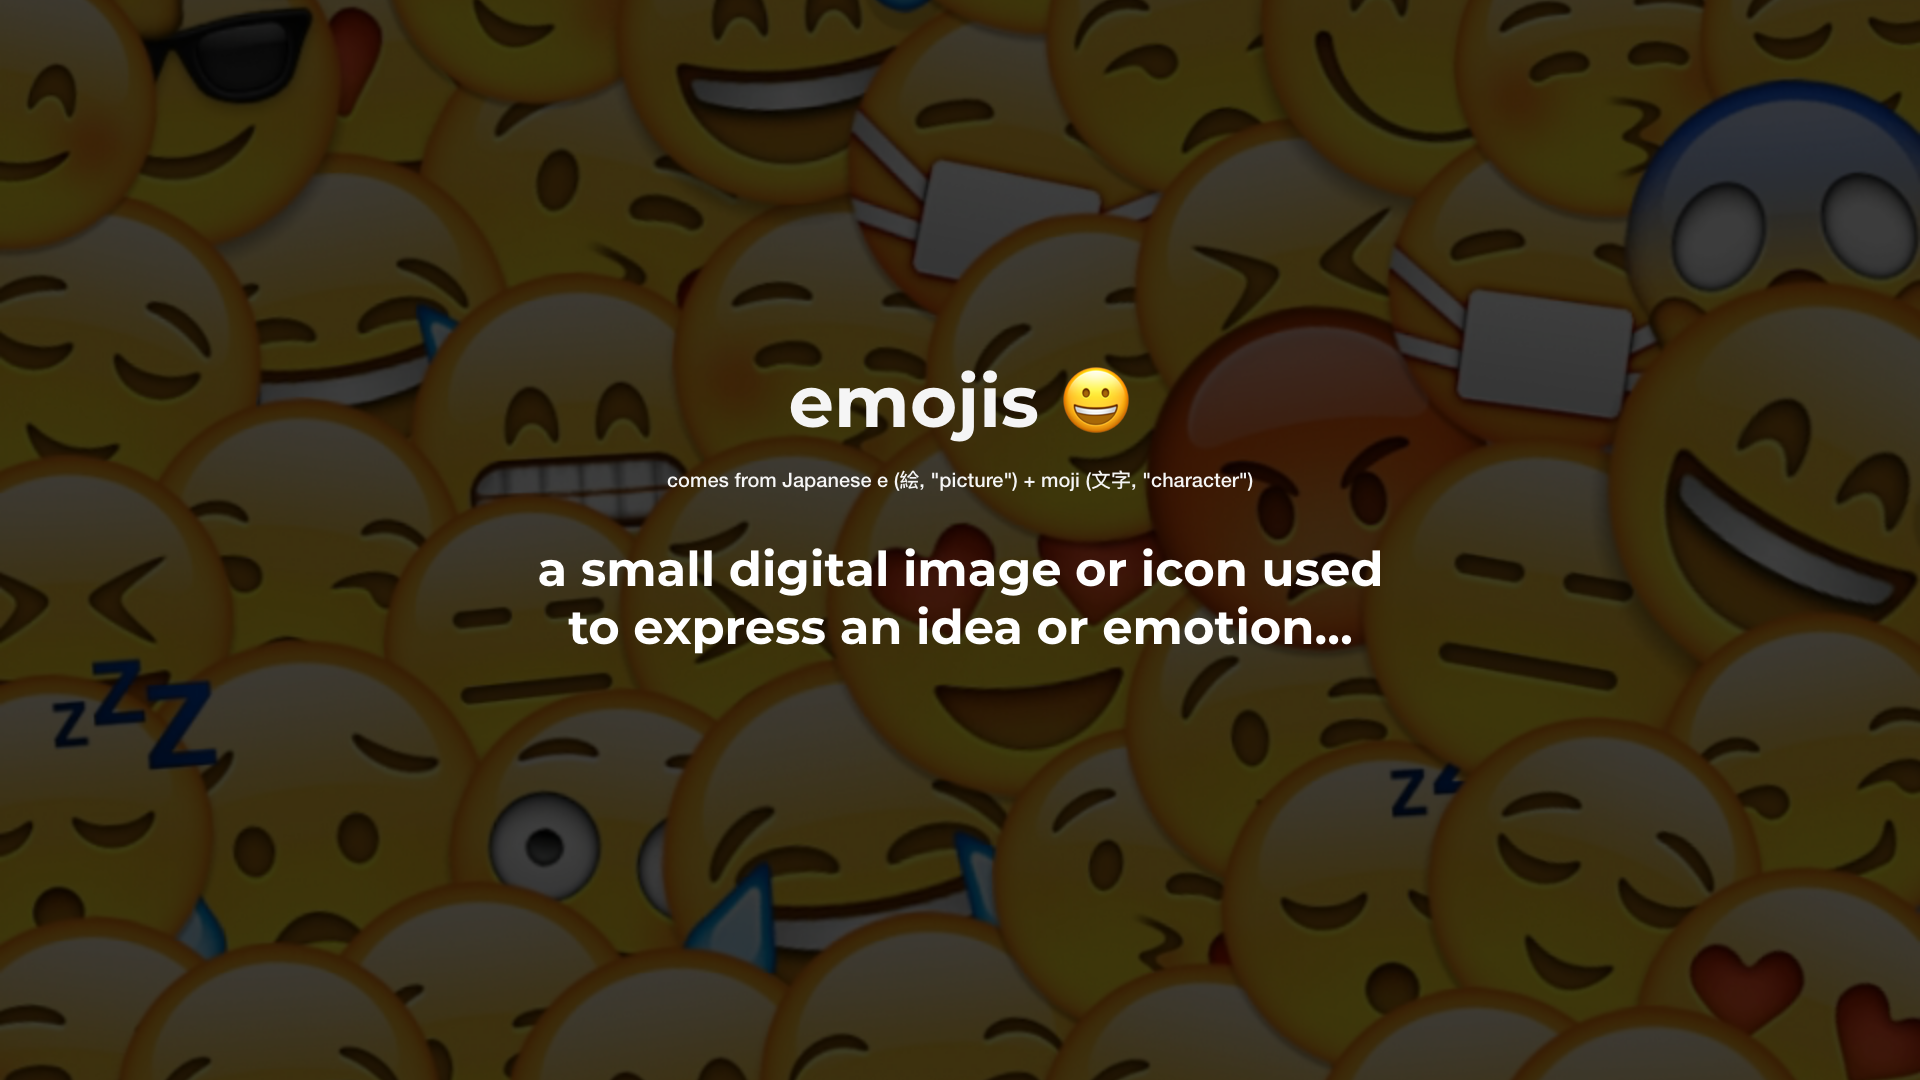 emojis 😀
comes from Japanese e (絵, "picture") + moji (文字, "character")
a small digital image or icon used
to express an idea or emotion...
z
Z
Z
z
z